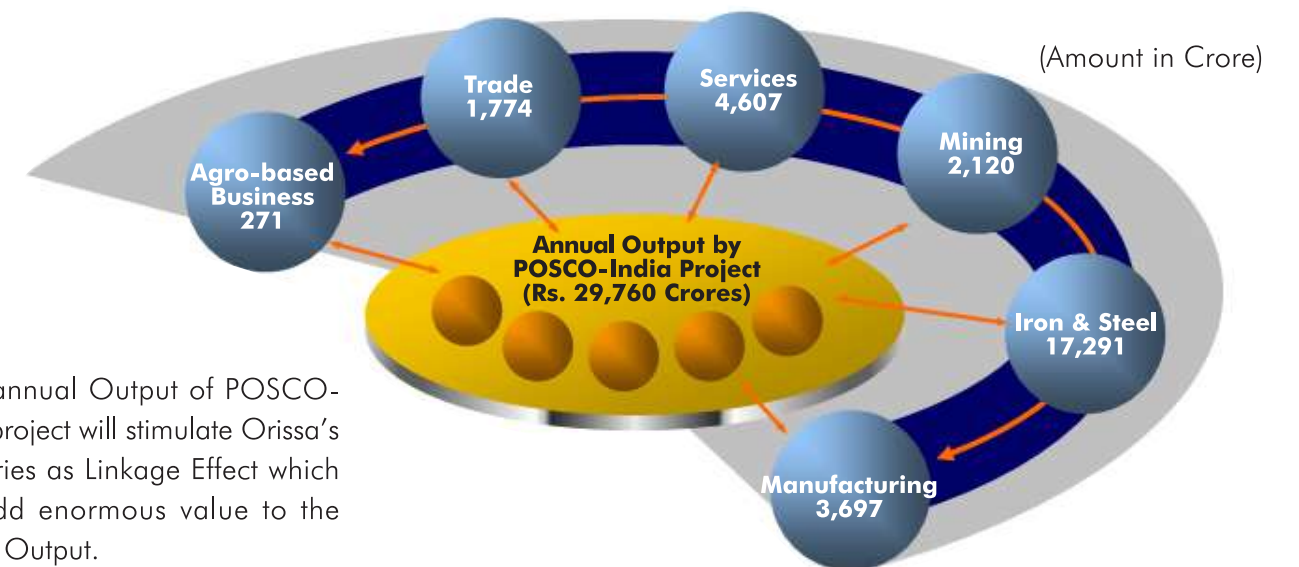 (Amount in Crore)
Trade
1,774
Services
4,607
Mining
2,120
Agro-based
Business
271
Annual Output by
POSCO-India Project
(Rs. 29,760 Crores)
Iron & Steel
17,291
Manufacturing
3,697
annual Output of POSCO-
project will stimulate Orissa's
as Linkage Effect which
enormous value to the
Output.